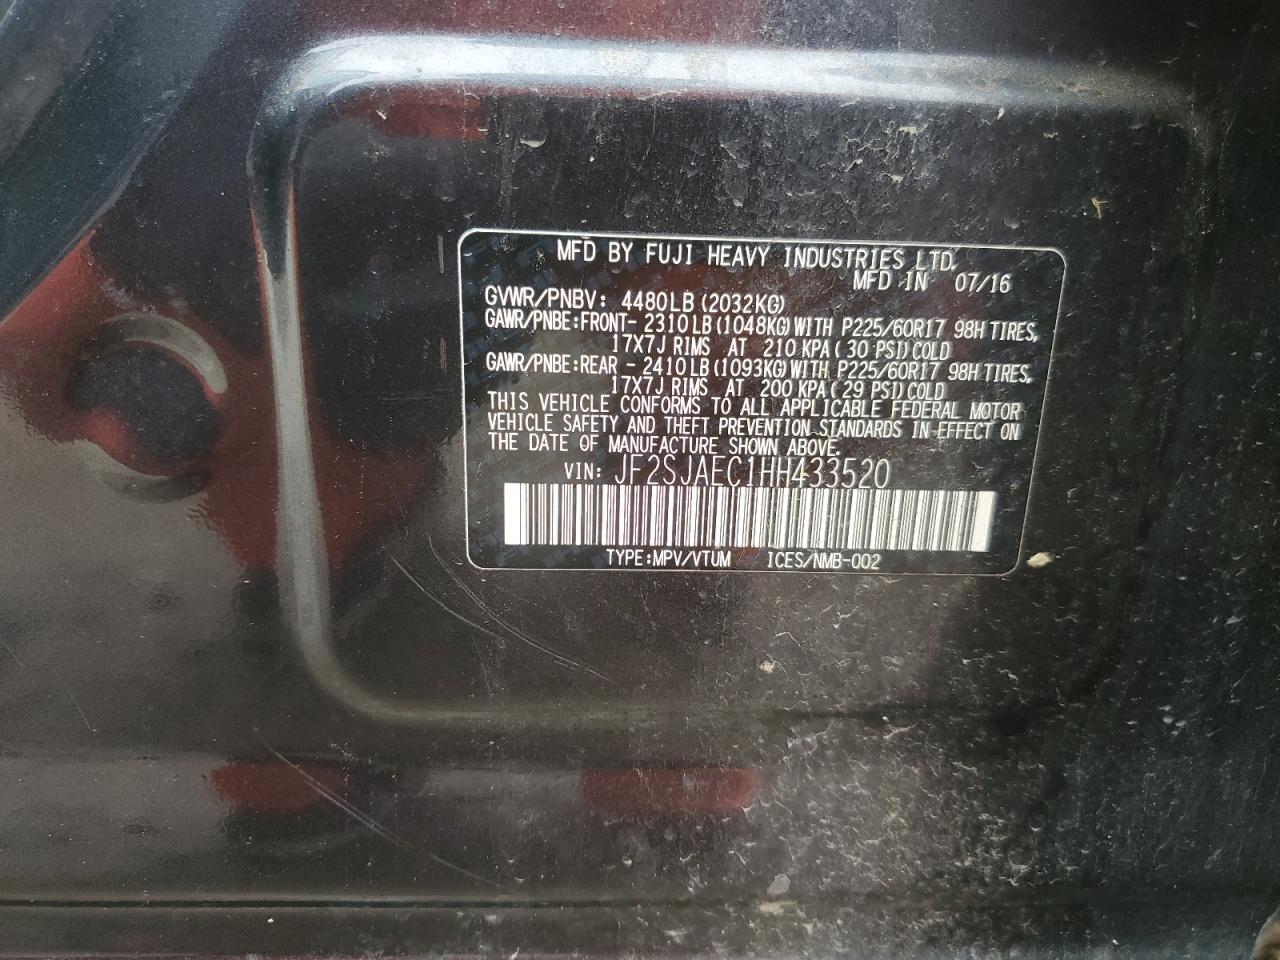 MFD BY FUJI HEAVY INDUSTRIES LTD.
MFD IN 07/16
GVWR/PNBV: 4480LB(2032KG)
GAWR/PNBE:FRONT- 2310LB(1048KG)WITH P225/60R17 98H TIRES,
17X7J RIMS AT 210 KPA(30 PSI)COLD
GAWR/PNBE:REAR - 2410LB(1093KG)WITH P225/60R17 98H TIRES,
17X7J RIMS AT 200 KPA(29 PSI)COLD
THIS VEHICLE CONFORMS TO ALL APPLICABLE FEDERAL MOTOR
VEHICLE SAFETY AND THEFT PREVENTION STANDARDS IN EFFECT ON
THE DATE OF MANUFACTURE SHOWN ABOVE.
VIN: JF2SJAEC1HH433520
TYPE:MPV/VTUM ICES/NMB-002